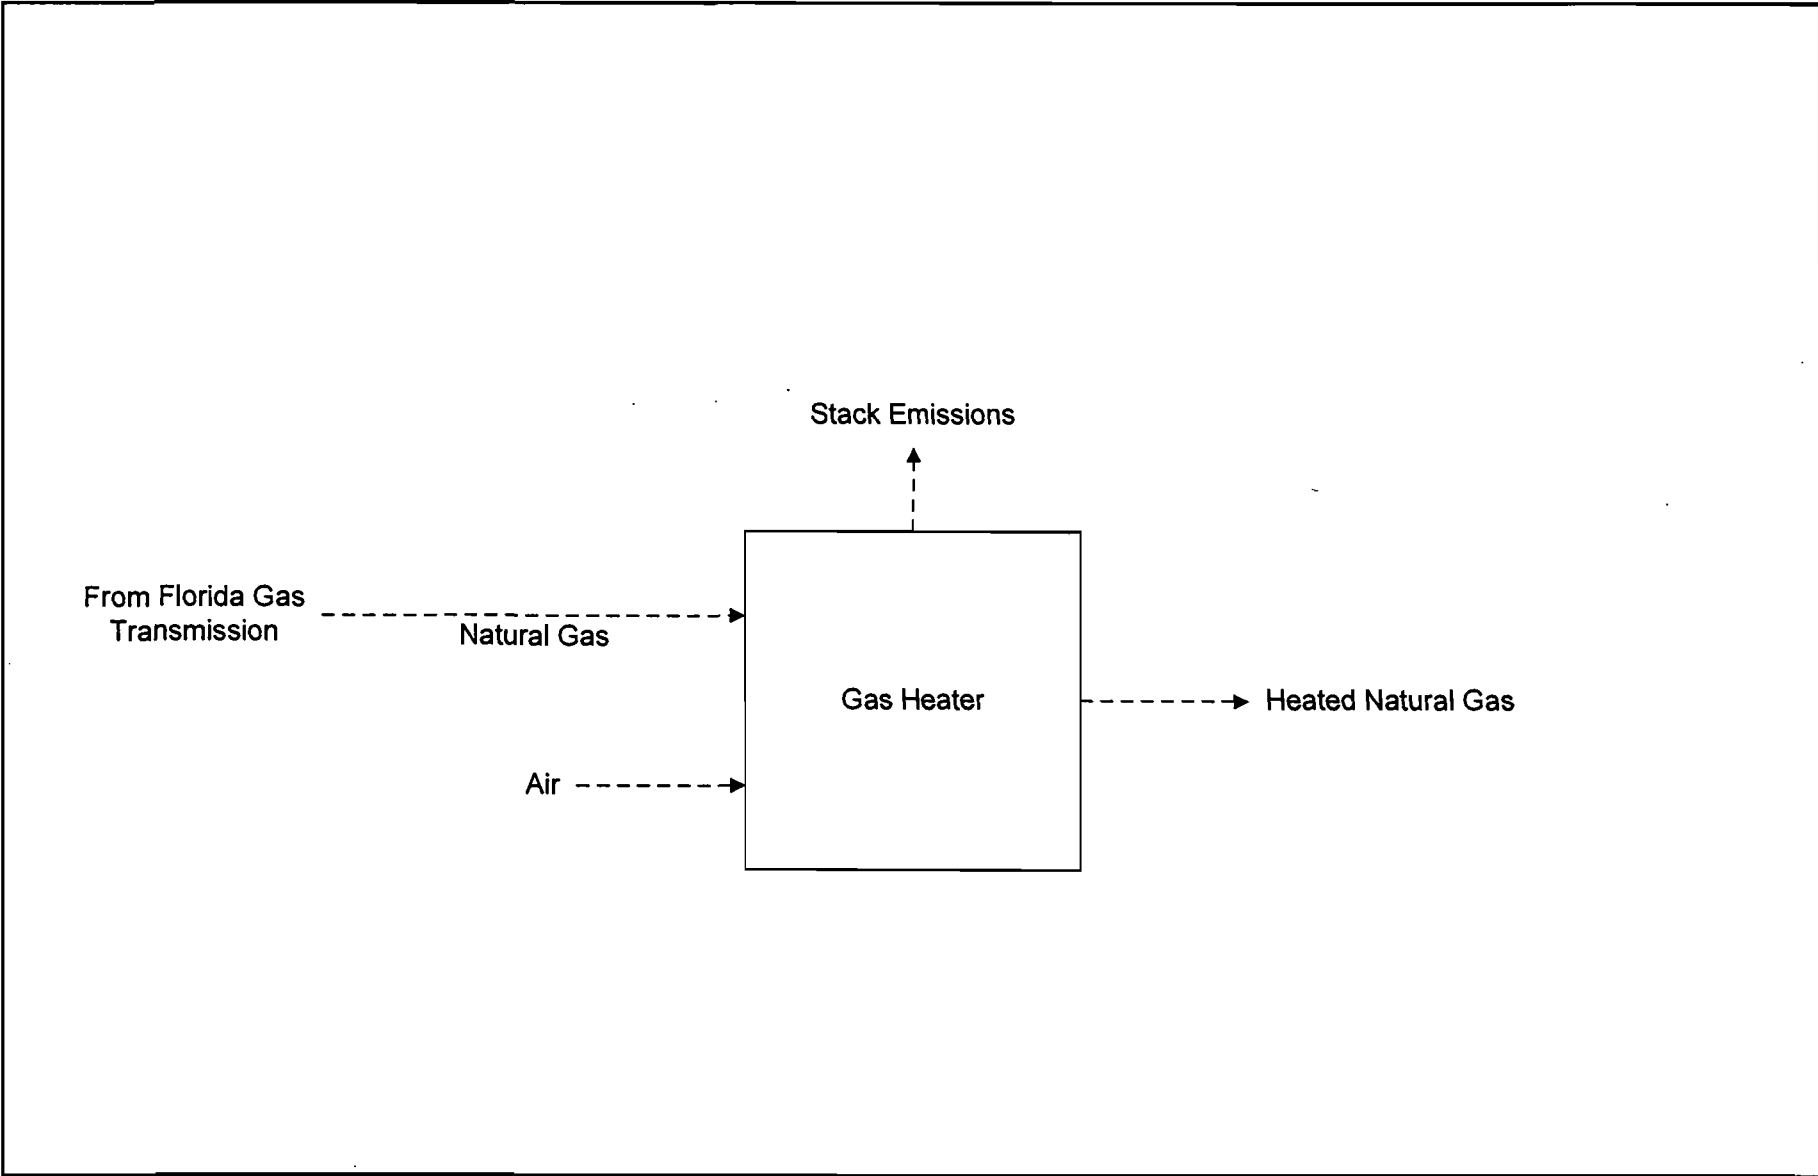 Stack Emissions
From Florida Gas
Transmission
Natural Gas
Gas Heater
Heated Natural Gas
Air